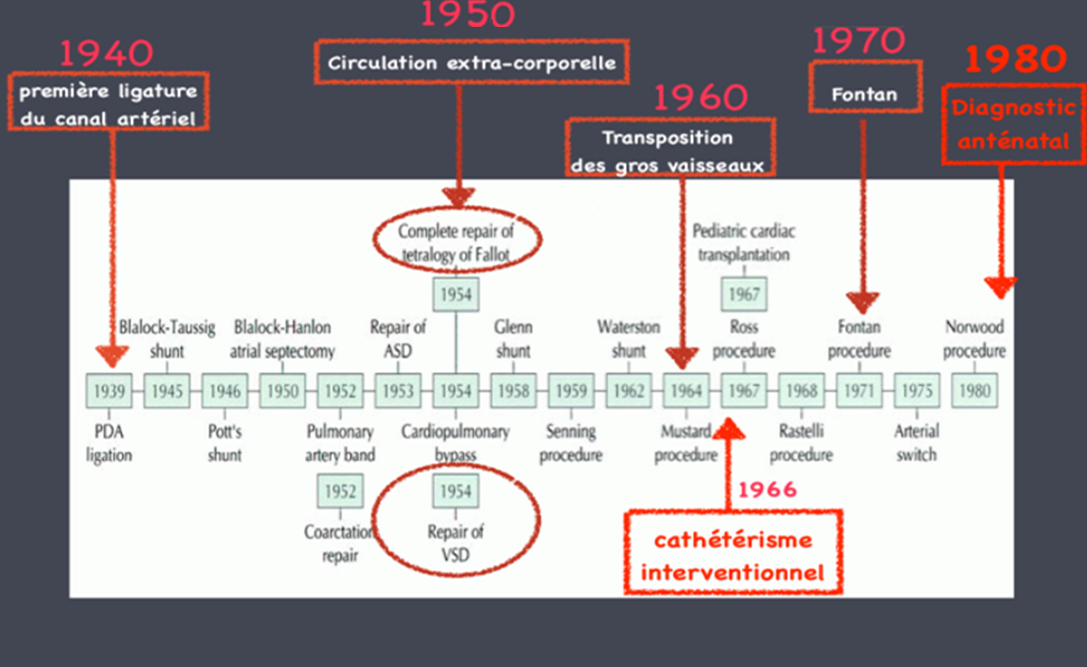 1940
première ligature
du canal artériel
1950
Circulation extra-corporelle
1960
Transposition
des gros vaisseaux
1970
Fontan
1980
Diagnostic
anténatal
Complete repair of
tetralogy of Fallot
1954
Pediatric cardiac
transplantation
1967
Blalock-Taussig
shunt
Blalock-Hanlon
atrial septectomy
Repair of
ASD
Glenn
shunt
Waterston
shunt
Ross
procedure
Fontan
procedure
Norwood
procedure
1939 1945 1946 1950 1952 1953 1954 1958 1959 1962 1964 1967 1968 1971 1975 1980
PDA
ligation
Pott's
shunt
Pulmonary
artery band
Cardiopulmonary
bypass
Senning
procedure
Mustard
procedure
Rastelli
procedure
Arterial
switch
1952
Coarctation
repair
1954
Repair of
VSD
1966
cathétérisme
interventionnel